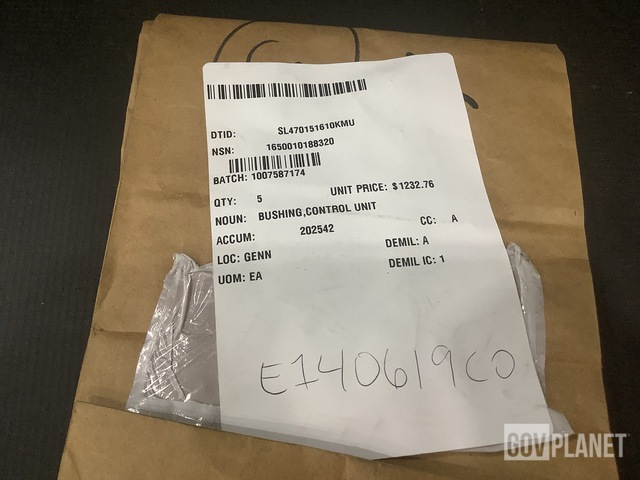 DTID: SL470151610KMU
NSN: 1650010188320
BATCH: 1007587174
QTY: 5 UNIT PRICE: $1232.76
NOUN: BUSHING,CONTROL UNIT
ACCUM: 202542 CC: A
LOC: GENN DEMIL: A
UOM: EA DEMIL IC: 1
E140619C0
GOVPLANET